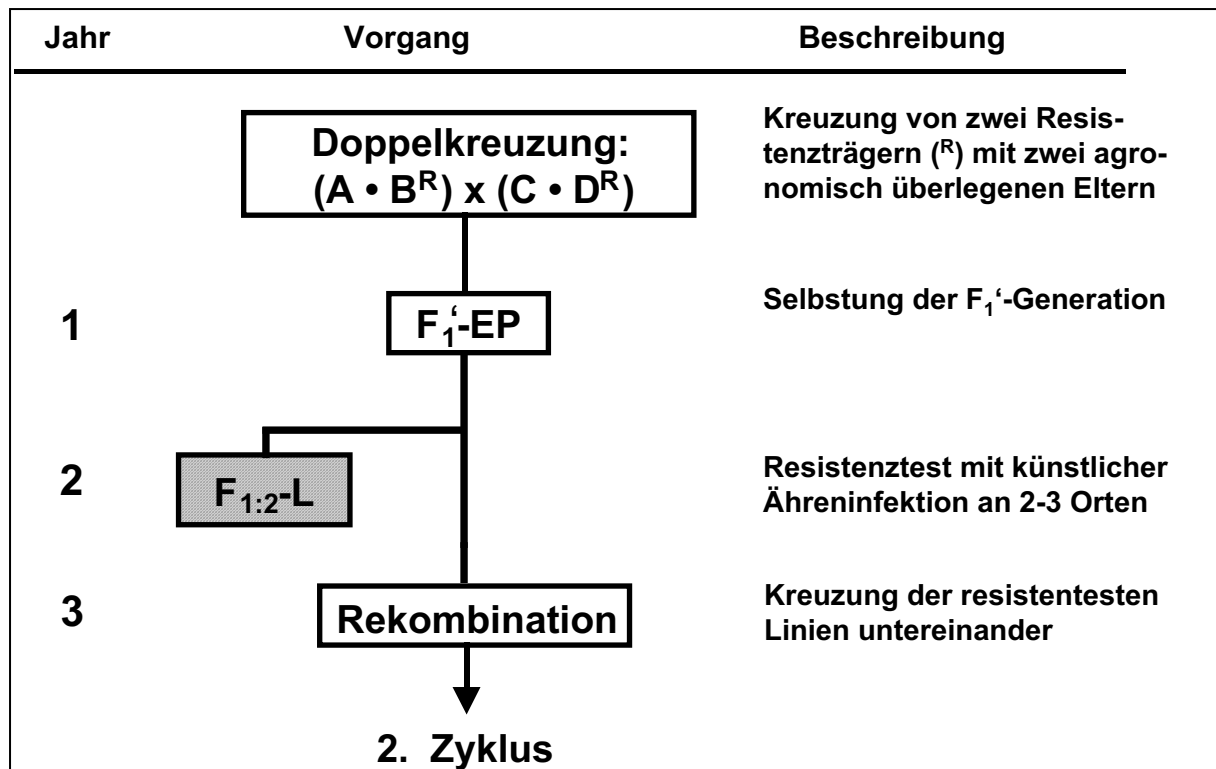 Jahr Vorgang Beschreibung
Doppelkreuzung:
(A • Bᴿ) x (C • Dᴿ)
Kreuzung von zwei Resis-
tenzträgern (ᴿ) mit zwei agro-
nomisch überlegenen Eltern
1
F₁‘-EP
Selbstung der F₁‘-Generation
2
F₁:₂-L
Resistenztest mit künstlicher
Ähreninfektion an 2-3 Orten
3
Rekombination
Kreuzung der resistentesten
Linien untereinander
2. Zyklus